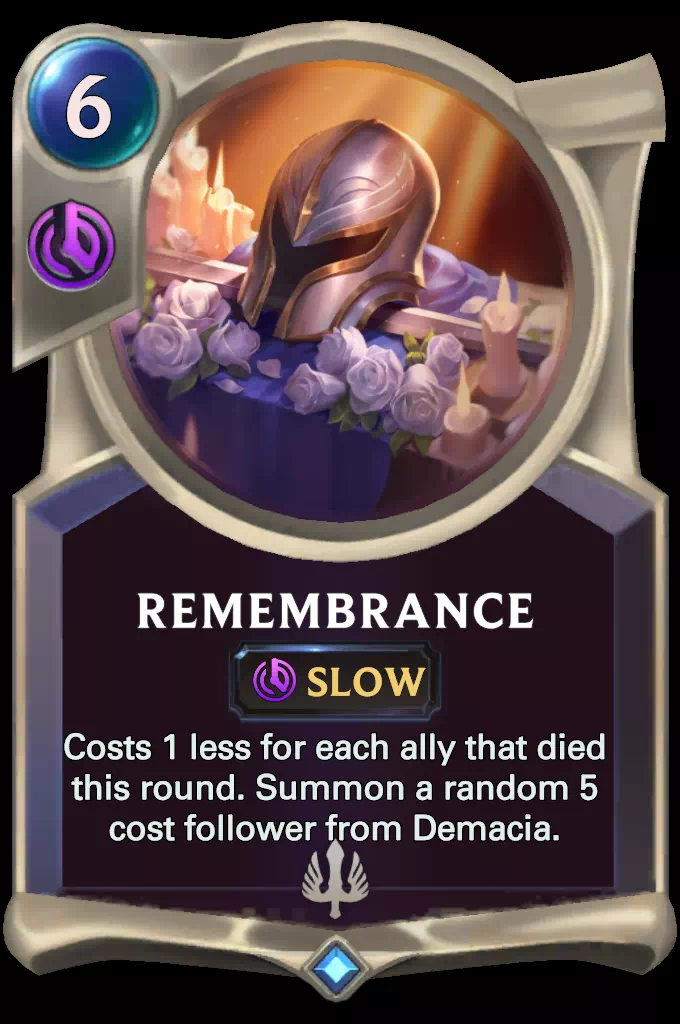 6
REMEMBRANCE
SLOW
Costs 1 less for each ally that died
this round. Summon a random 5
cost follower from Demacia.